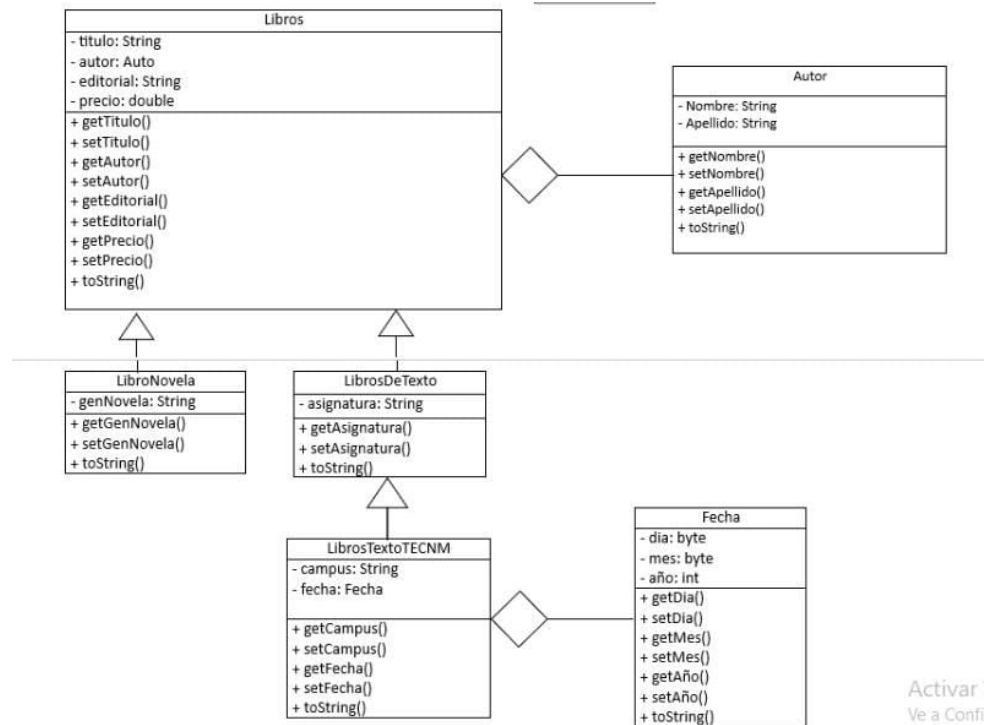 Libros
- titulo: String
- autor: Auto
- editorial: String
- precio: double
+ getTitulo()
+ setTitulo()
+ getAutor()
+ setAutor()
+ getEditorial()
+ setEditorial()
+ getPrecio()
+ setPrecio()
+ toString()
Autor
- Nombre: String
- Apellido: String
+ getNombre()
+ setNombre()
+ getApellido()
+ setApellido()
+ toString()
LibroNovela
- genNovela: String
+ getGenNovela()
+ setGenNovela()
+ toString()
LibrosDeTexto
- asignatura: String
+ getAsignatura()
+ setAsignatura()
+ toString()
LibrosTextoTECNM
- campus: String
- fecha: Fecha
+ getCampus()
+ setCampus()
+ getFecha()
+ setFecha()
+ toString()
Fecha
- dia: byte
- mes: byte
- año: int
+ getDia()
+ setDia()
+ getMes()
+ setMes()
+ getAño()
+ setAño()
+ toString()
Activar
Ve a Confi